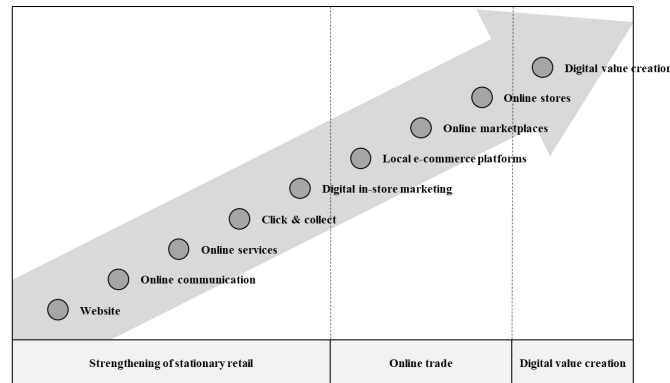 Digital value creation
Online stores
Online marketplaces
Local e-commerce platforms
Digital in-store marketing
Click & collect
Online services
Online communication
Website
Strengthening of stationary retail
Online trade
Digital value creation